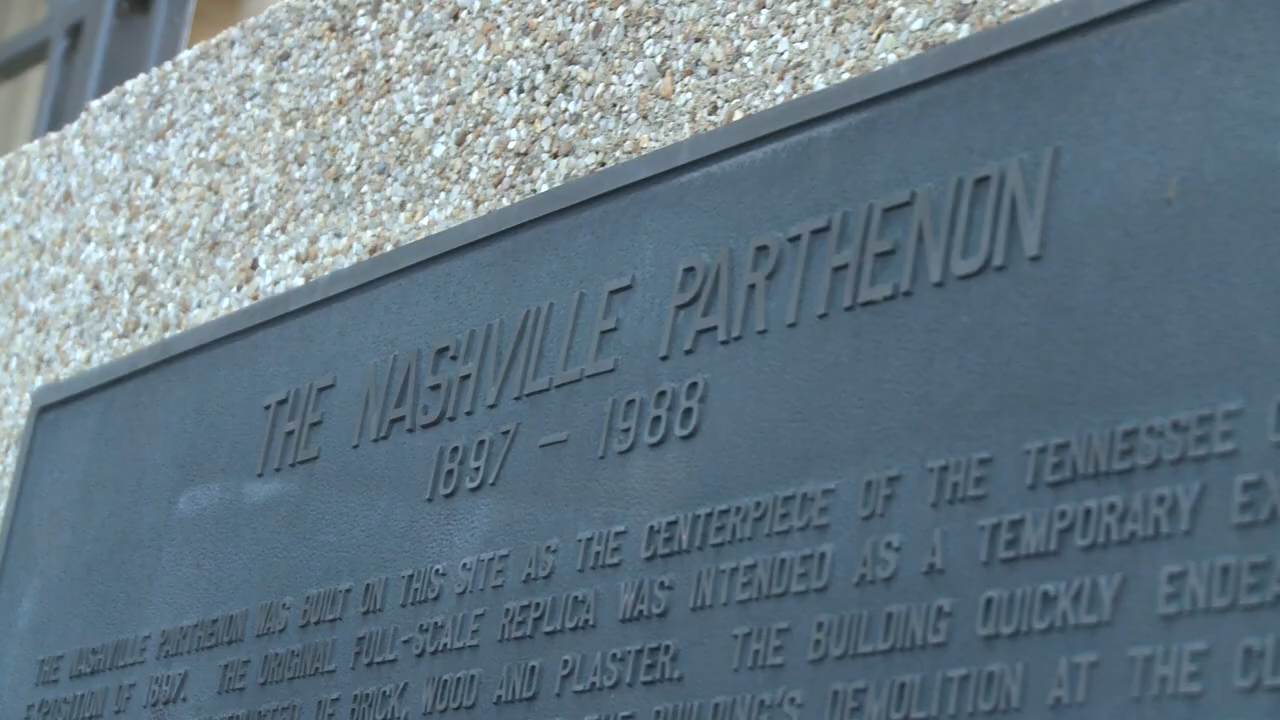 THE NASHVILLE PARTHENON
1897 - 1988
THE NASHVILLE PARTHENON WAS BUILT ON THIS SITE AS THE CENTERPIECE OF THE TENNESSEE
EXPOSITION OF 1897. THE ORIGINAL FULL-SCALE REPLICA WAS INTENDED AS A TEMPORARY
OF BRICK, WOOD AND PLASTER. THE BUILDING QUICKLY
BUILDING'S DEMOLITION AT THE